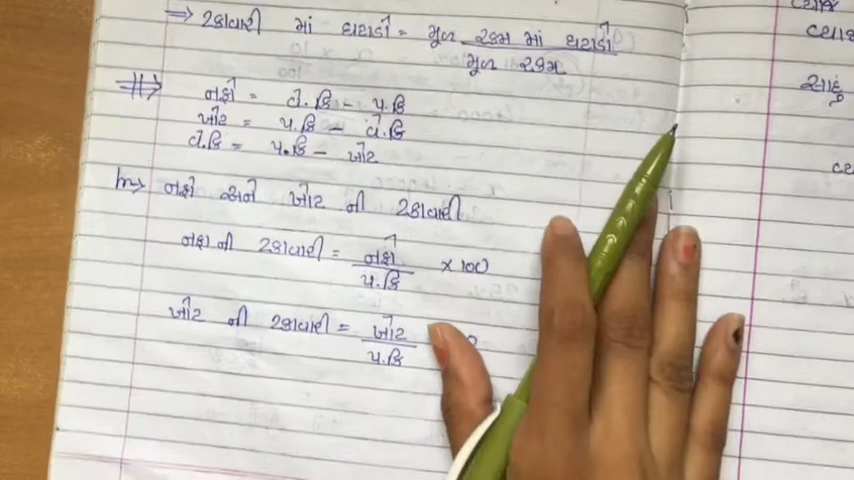 ⇒ ટકાવારી માં ઘટાડો = મૂળ રકમ માં ઘટાડો
મૂળ રકમ
નફો = વે.કિ - પ.કિ
ખોટ = પ.કિ - વે.કિ
વે.કિ = પ.કિ - ખોટ
નફો અને ખોટ ની ટકાવારી
નફા ની ટકાવારી = નફો × 100
પ.કિ
ખોટ ની ટકાવારી = ખોટ
પ.કિ